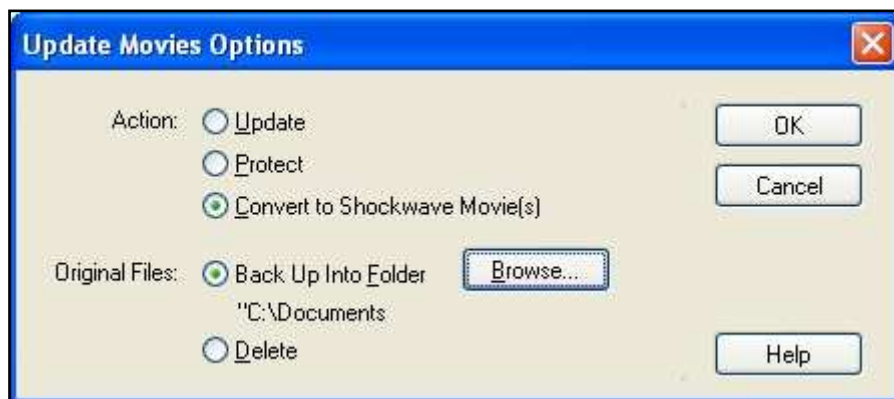 Update Movies Options
Action: Update OK
Protect
Cancel
Convert to Shockwave Movie(s)
Original Files: Back Up Into Folder Browse...
"C:\Documents
Delete Help